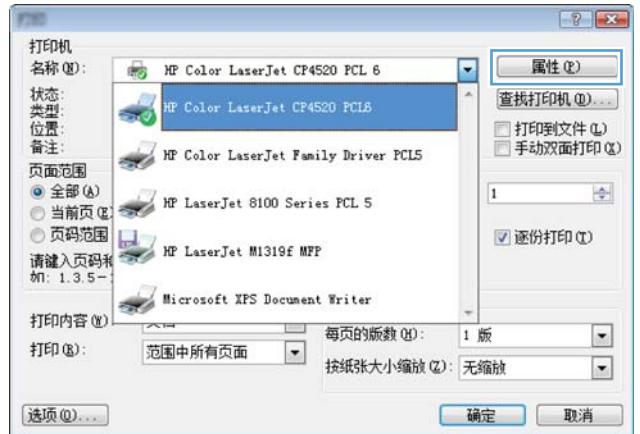 打印机
名称(N):
HP Color LaserJet CP4520 PCL 6
属性(P)
状态:
类型:
位置:
备注:
HP Color LaserJet CP4520 PCL6
HP Color LaserJet Family Driver PCL5
HP LaserJet 8100 Series PCL 5
HP LaserJet M1319f MFP
Microsoft XPS Document Writer
查找打印机(D)...
打印到文件(L)
手动双面打印(X)
页面范围
全部(A)
当前页(E)
页码范围
请键入页码和
如: 1.3.5-
1
逐份打印(T)
打印内容(W)
打印(R):
范围中所有页面
每页的版数(H):
1 版
按纸张大小缩放(Z):
无缩放
选项(O)...
确定
取消